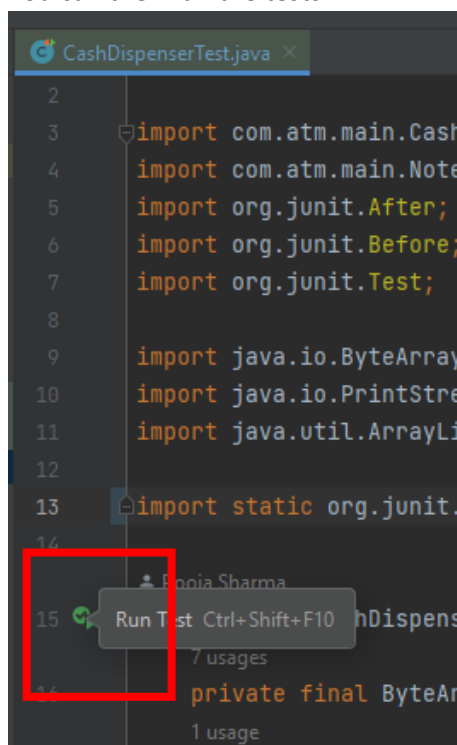 CashDispenserTest.java
2
3 import com.atm.main.Cash
4 import com.atm.main.Note
5 import org.junit.After;
6 import org.junit.Before;
7 import org.junit.Test;
8
9 import java.io.ByteArray
10 import java.io.PrintStre
11 import java.util.ArrayLi
12
13 import static org.junit.
14
Pooja Sharma
15 Run Test Ctrl+Shift+F10 hDispens
7 usages
16 private final ByteAr
1 usage